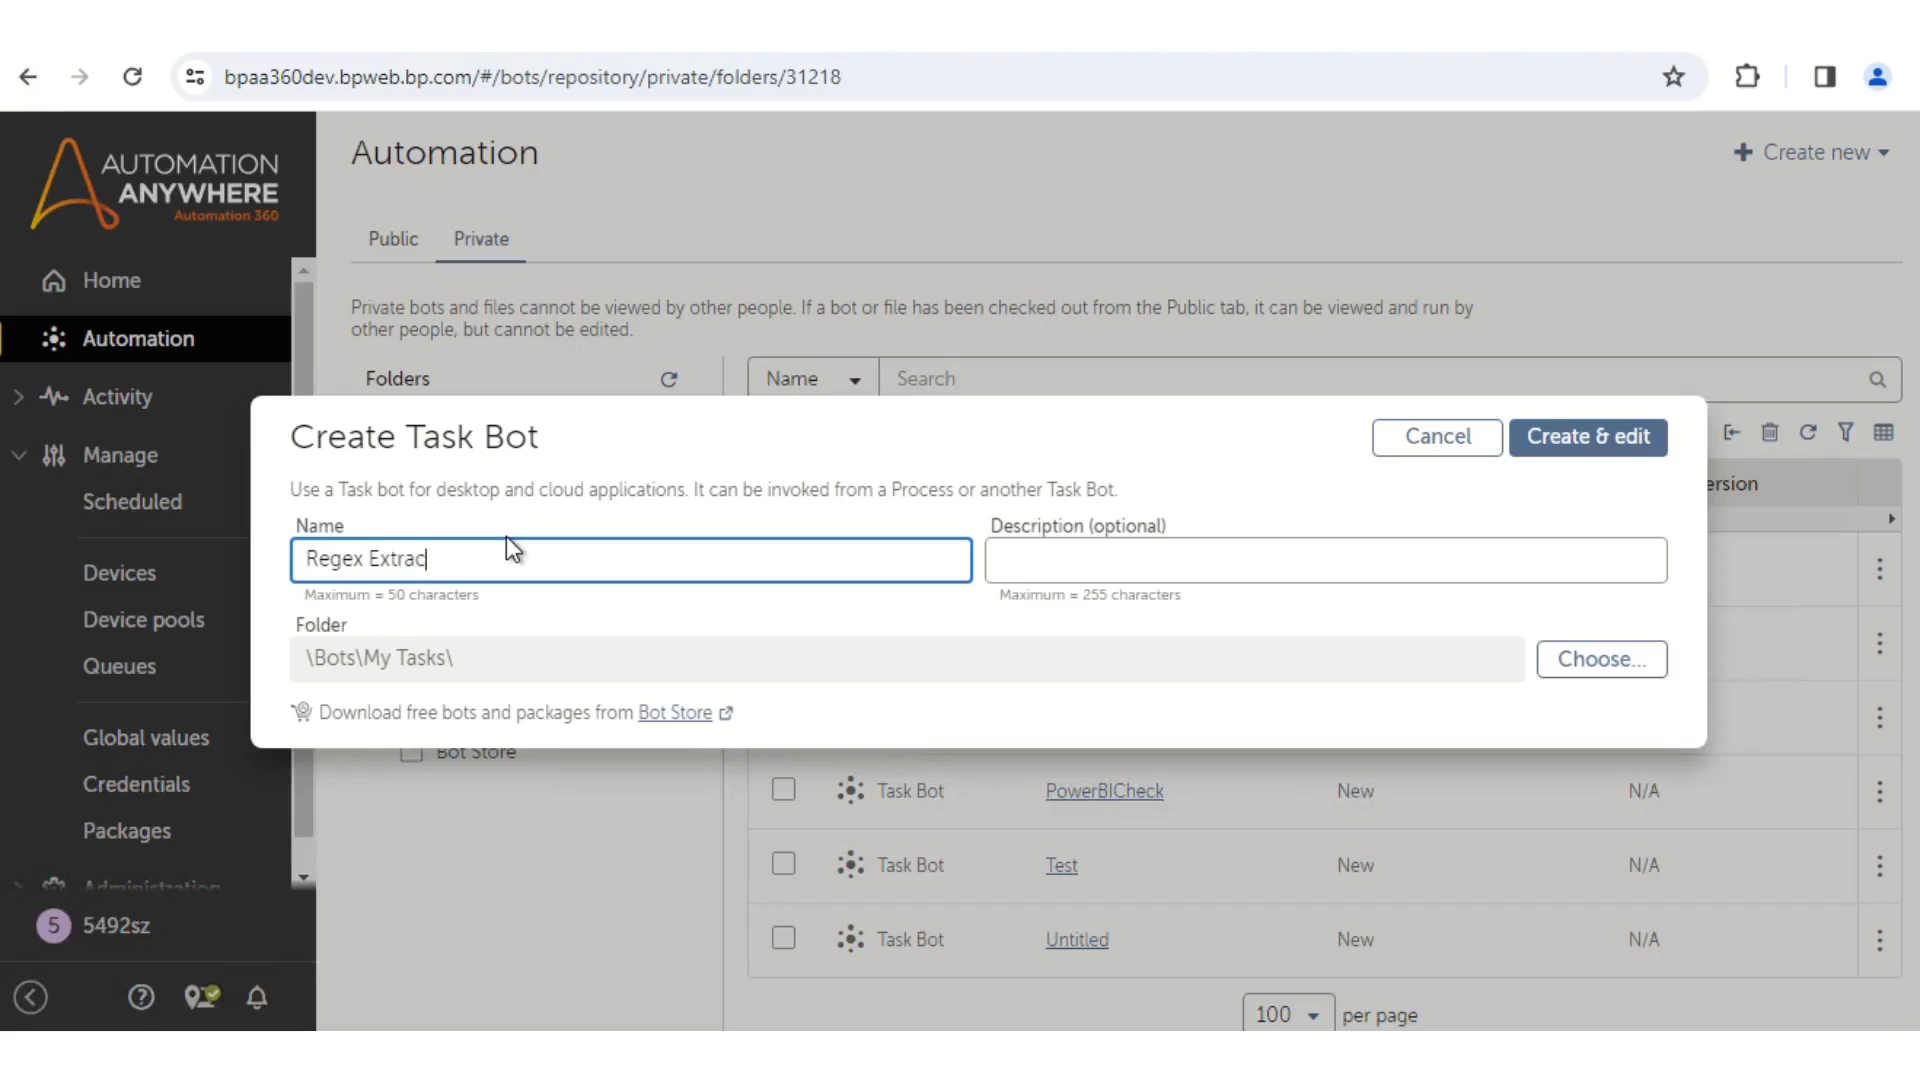 bpaa360dev.bpweb.bp.com/#/bots/repository/private/folders/31218
AUTOMATION
ANYWHERE
Automation 360
Home
Automation
Activity
Manage
Scheduled
Devices
Device pools
Queues
Global values
Credentials
Packages
Administration
5 5492sz
Automation
Create new
Public Private
Private bots and files cannot be viewed by other people. If a bot or file has been checked out from the Public tab, it can be viewed and run by
other people, but cannot be edited.
Folders
Name Search
Create Task Bot
Cancel Create & edit
Use a Task bot for desktop and cloud applications. It can be invoked from a Process or another Task Bot.
Name Description (optional)
Regex Extrac
Maximum = 50 characters Maximum = 255 characters
Folder
\Bots\My Tasks\ Choose...
Download free bots and packages from Bot Store
ersion
Bot Store
Task Bot PowerBICheck New N/A
Task Bot Test New N/A
Task Bot Untitled New N/A
100 per page